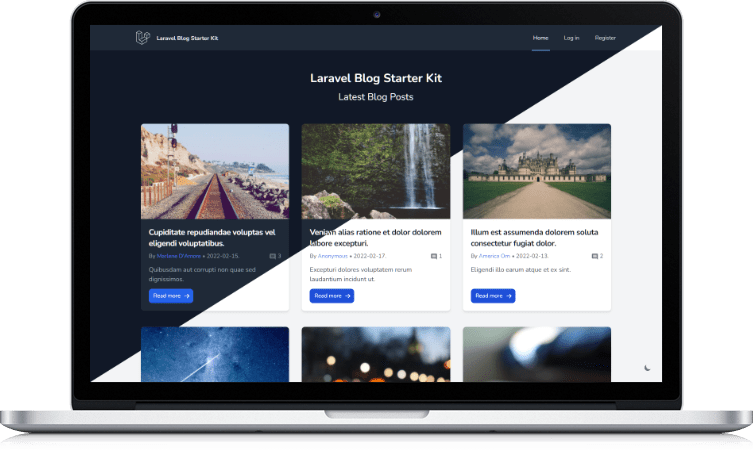 Laravel Blog Starter Kit
Home Log in Register
Laravel Blog Starter Kit
Latest Blog Posts
Cupiditate repudiandae voluptas vel
eligendi voluptatibus.
By Marlene D'Amore • 2022-02-15
3
Quibusdam aut corrupti non quae sed
dignissimos.
Read more →
Veniam alias ratione et dolor dolorem
labore excepturi.
By Anonymous • 2022-02-17
1
Excepturi dolores voluptatem rerum
laudantium incidunt ut.
Read more →
Illum est assumenda dolorem soluta
consectetur fugiat dolor.
By America Orn • 2022-02-13
2
Eligendi illo earum atque et ex sint.
Read more →